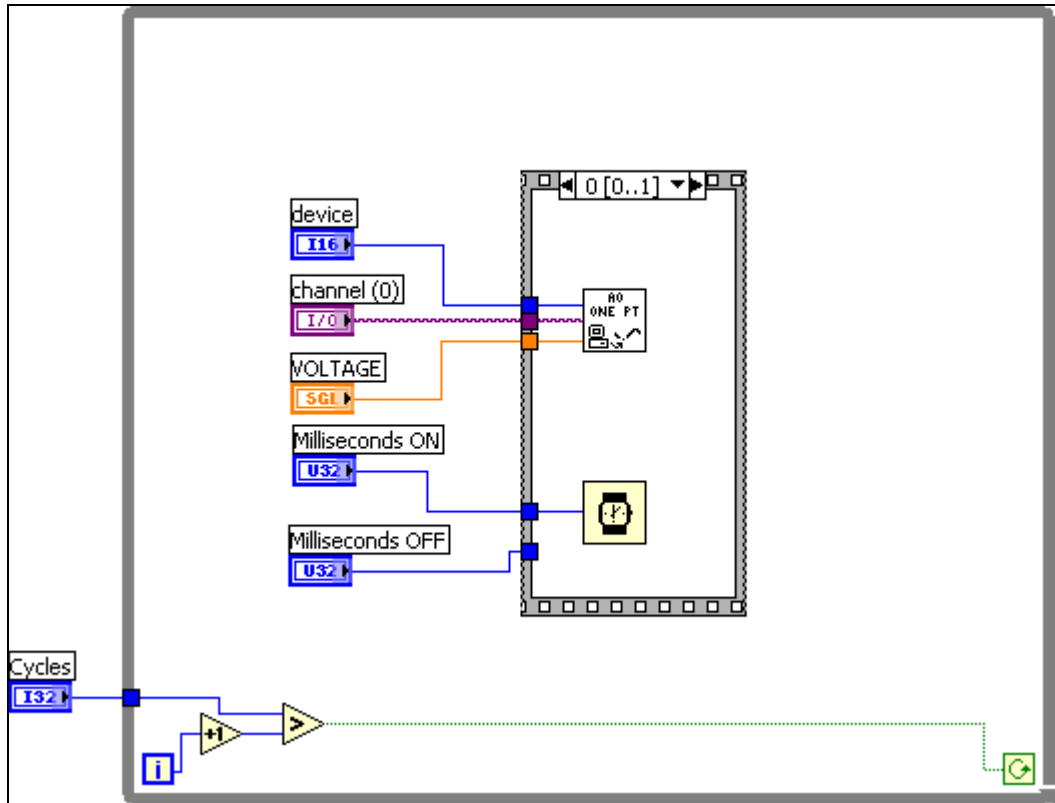 0 [0..1]
device
I16
channel (0)
I/O
AO
ONE PT
VOLTAGE
SGL
Milliseconds ON
U32
Milliseconds OFF
U32
Cycles
I32
+1
>
i